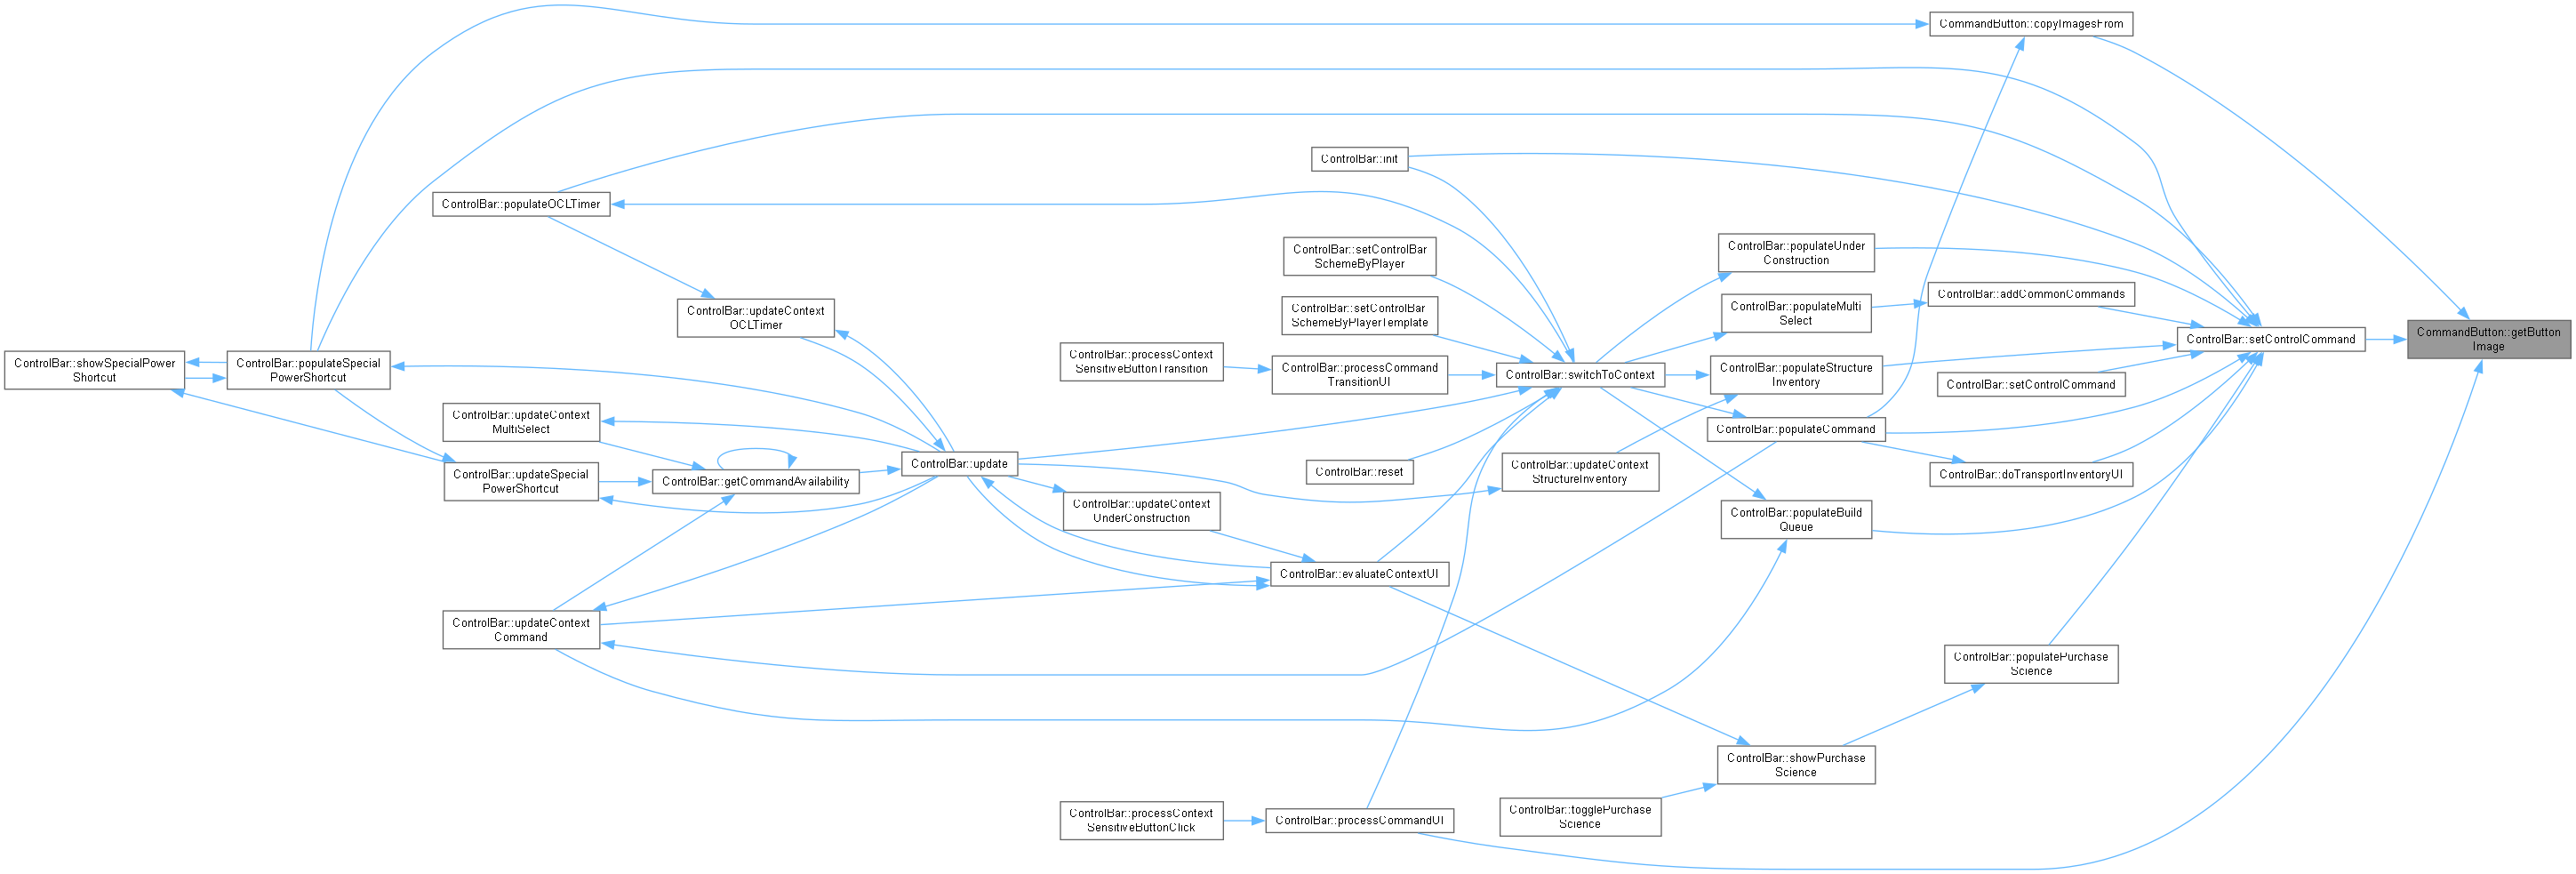 CommandButton::copyImagesFrom
ControlBar::init
ControlBar::populateOCLTimer
ControlBar::setControlBar
SchemeByPlayer
ControlBar::populateUnder
Construction
ControlBar::addCommonCommands
ControlBar::updateContext
OCLTimer
ControlBar::setControlBar
SchemeByPlayerTemplate
ControlBar::populateMulti
Select
CommandButton::getButton
Image
ControlBar::setControlCommand
ControlBar::showSpecialPower
Shortcut
ControlBar::populateSpecial
PowerShortcut
ControlBar::processContext
SensitiveButtonTransition
ControlBar::processCommand
TransitionUI
ControlBar::switchToContext
ControlBar::populateStructure
Inventory
ControlBar::setControlCommand
ControlBar::updateContext
MultiSelect
ControlBar::populateCommand
ControlBar::update
ControlBar::reset
ControlBar::updateContext
StructureInventory
ControlBar::doTransportInventoryUI
ControlBar::updateSpecial
PowerShortcut
ControlBar::getCommandAvailability
ControlBar::updateContext
UnderConstruction
ControlBar::populateBuild
Queue
ControlBar::evaluateContextUI
ControlBar::updateContext
Command
ControlBar::populatePurchase
Science
ControlBar::showPurchase
Science
ControlBar::processContext
SensitiveButtonClick
ControlBar::processCommandUI
ControlBar::togglePurchase
Science